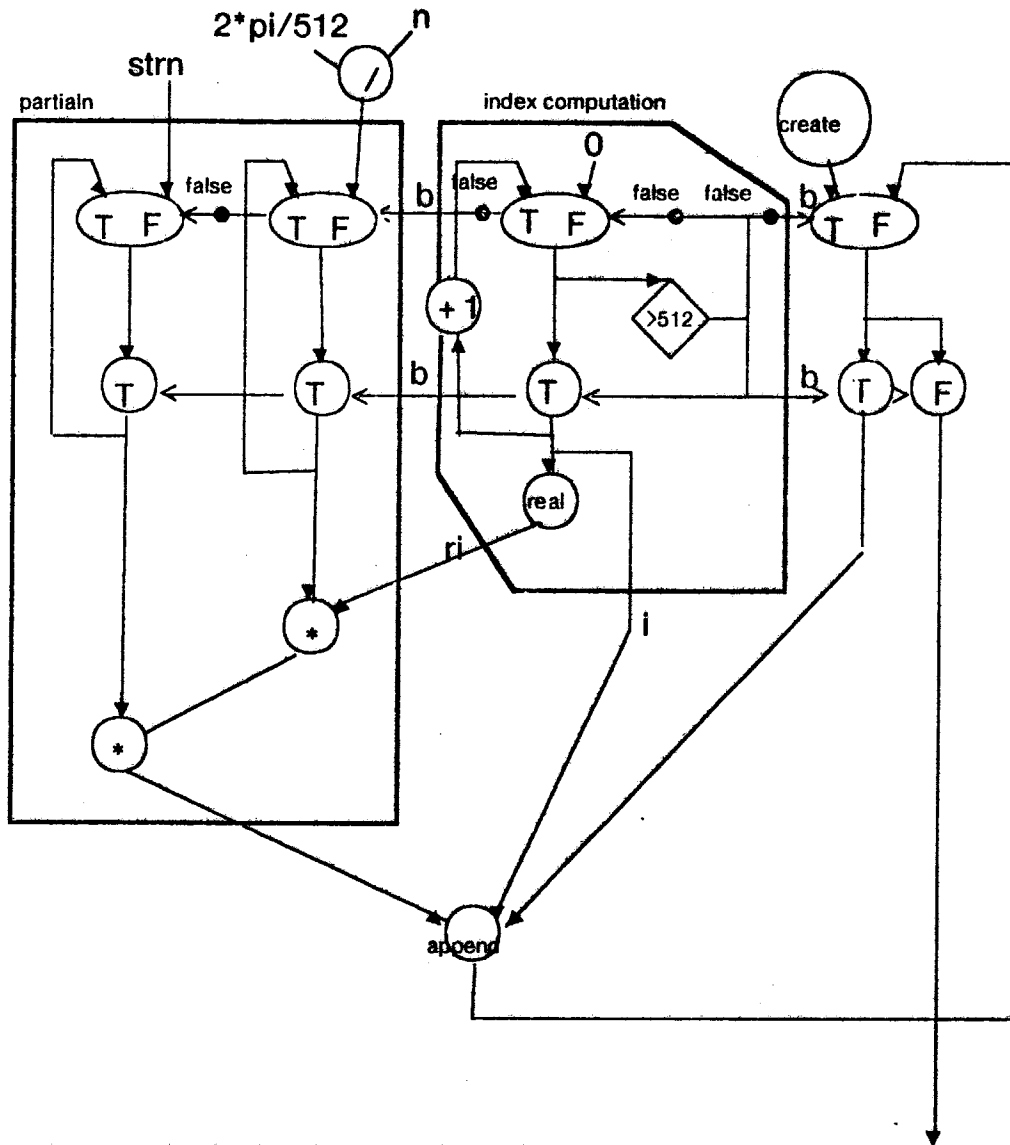 2*pi/512
n
/
strn
partialn
index computation
create
0
false
b
false
false
false
b
T F
T F
T F
T F
+ 1
>512
b
b
T
T
T
T
F
real
ri
*
i
*
append